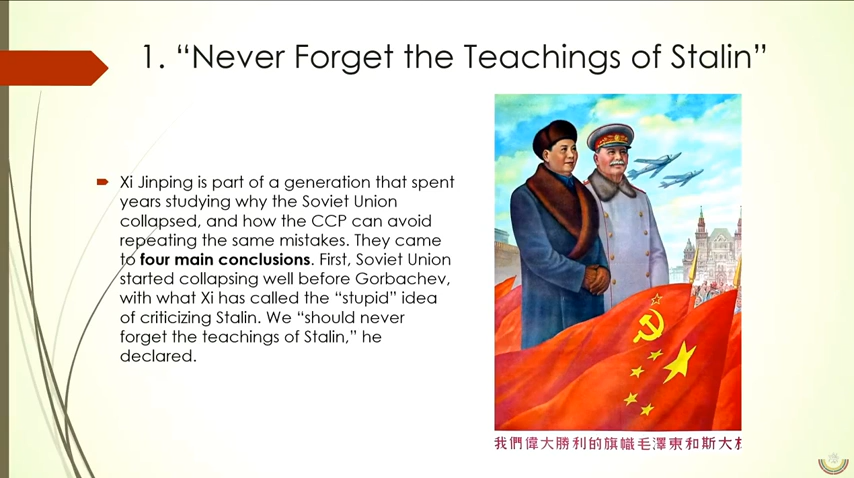 1. “Never Forget the Teachings of Stalin”
Xi Jinping is part of a generation that spent
years studying why the Soviet Union
collapsed, and how the CCP can avoid
repeating the same mistakes. They came
to four main conclusions. First, Soviet Union
started collapsing well before Gorbachev,
with what Xi has called the “stupid” idea
of criticizing Stalin. We “should never
forget the teachings of Stalin,” he
declared.
我們偉大勝利的旗幟毛澤東和斯大林